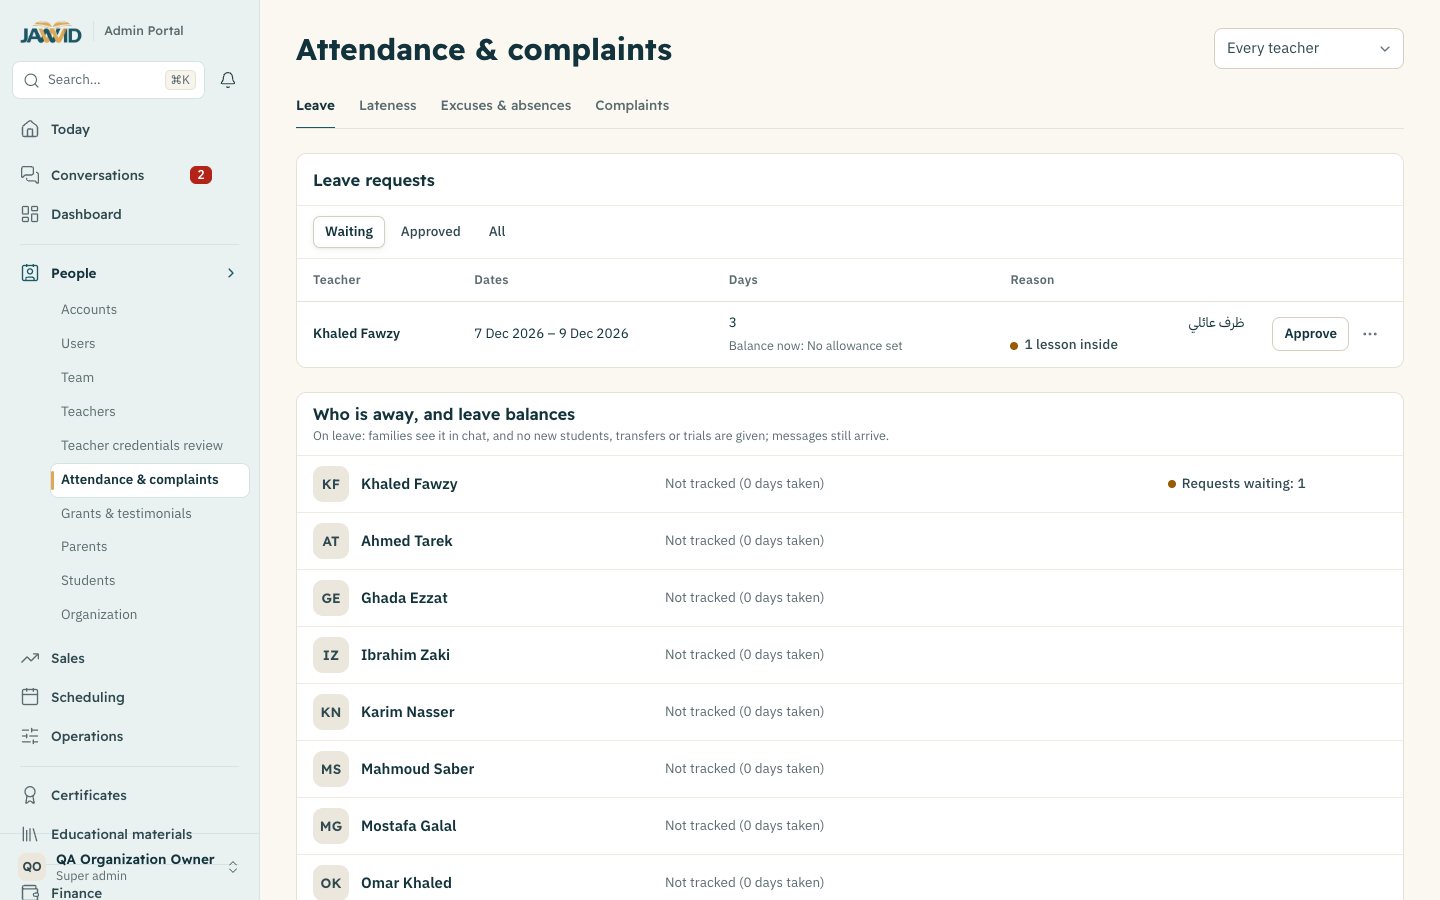 JAWWID
Admin Portal
Search...
⌘K
Today
Conversations
2
Dashboard
People
Accounts
Users
Team
Teachers
Teacher credentials review
Attendance & complaints
Grants & testimonials
Parents
Students
Organization
Sales
Scheduling
Operations
Certificates
Educational materials
QO
QA Organization Owner
Super admin
Finance
Attendance & complaints
Every teacher
Leave
Lateness
Excuses & absences
Complaints
Leave requests
Waiting
Approved
All
Teacher
Dates
Days
Reason
Khaled Fawzy
7 Dec 2026 – 9 Dec 2026
3
Balance now: No allowance set
ظرف عائلي
1 lesson inside
Approve
Who is away, and leave balances
On leave: families see it in chat, and no new students, transfers or trials are given; messages still arrive.
KF
Khaled Fawzy
Not tracked (0 days taken)
Requests waiting: 1
AT
Ahmed Tarek
Not tracked (0 days taken)
GE
Ghada Ezzat
Not tracked (0 days taken)
IZ
Ibrahim Zaki
Not tracked (0 days taken)
KN
Karim Nasser
Not tracked (0 days taken)
MS
Mahmoud Saber
Not tracked (0 days taken)
MG
Mostafa Galal
Not tracked (0 days taken)
OK
Omar Khaled
Not tracked (0 days taken)